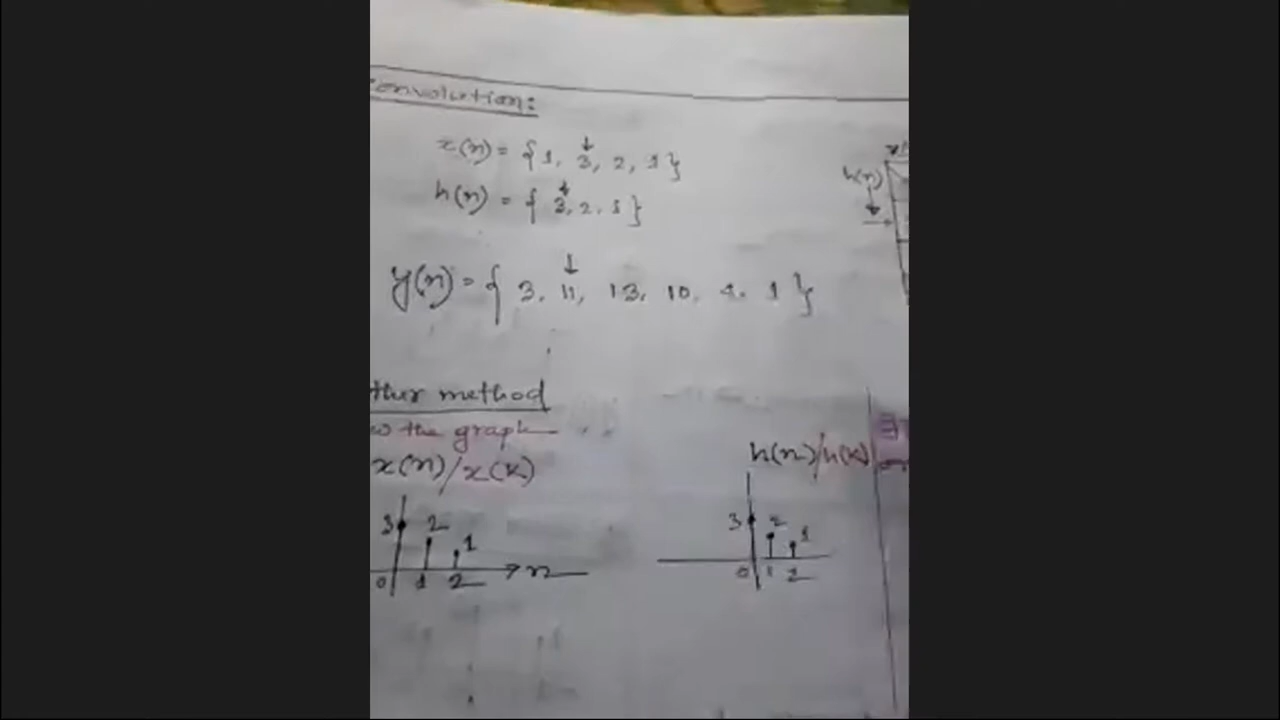 convolution:
x(n) = { 1, 3, 2, 1 }
↓
h(n) = { 3, 2, 1 }
↓
y(n) = { 3, 11, 13, 10, 4, 1 }
↓
ther method
the graph
x(n)/x(k)
3 2 1
0 1 2 n
h(n)/h(k)
3 2 1
0 1 2
h(n)